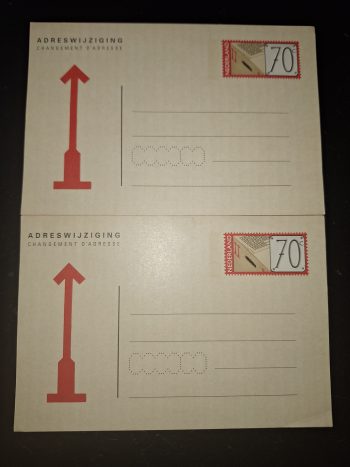 ADRESWIJZIGING
CHANGEMENT D'ADRESSE
NEDERLAND
70
ADRESWIJZIGING
CHANGEMENT D'ADRESSE
NEDERLAND
70